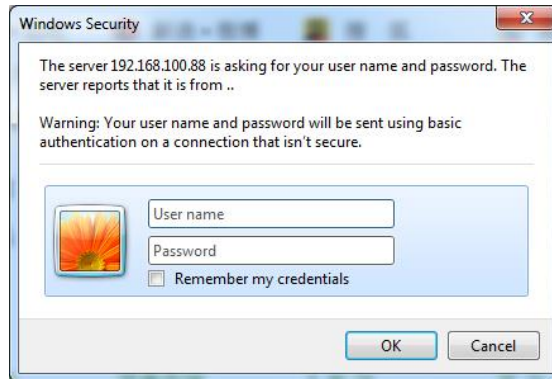 Windows Security
The server 192.168.100.88 is asking for your user name and password. The
server reports that it is from ..
Warning: Your user name and password will be sent using basic
authentication on a connection that isn't secure.
User name
Password
Remember my credentials
OK
Cancel